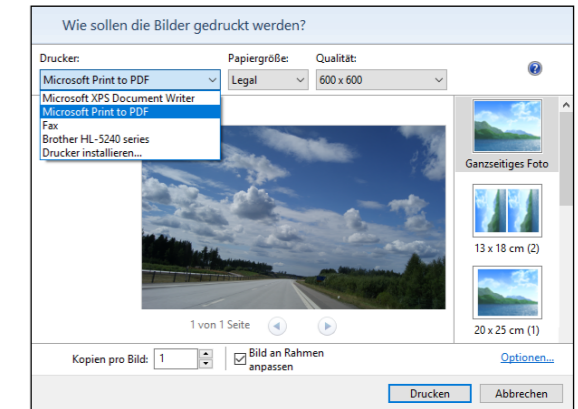 Wie sollen die Bilder gedruckt werden?
Drucker:
Papiergröße:
Qualität:
Microsoft Print to PDF
Legal
600 x 600
Microsoft XPS Document Writer
Microsoft Print to PDF
Fax
Brother HL-5240 series
Drucker installieren...
Ganzseitiges Foto
13 x 18 cm (2)
20 x 25 cm (1)
1 von 1 Seite
Kopien pro Bild:
1
Bild an Rahmen
anpassen
Optionen...
Drucken
Abbrechen